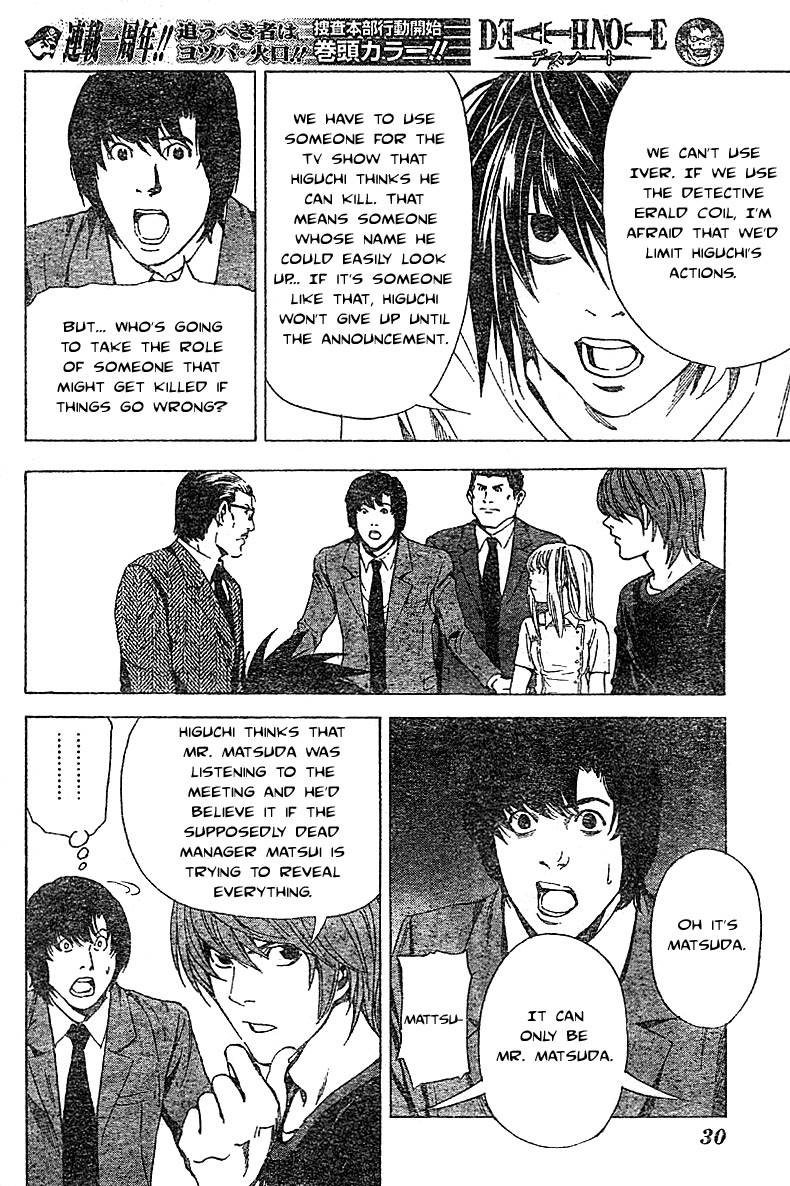 連載一周年!!
追うべき者は
ヨツバ・火口!!
捜査本部行動開始
巻頭カラー!!
DEATHNOTE
デスノート
WE CAN'T USE
IVER. IF WE USE
THE DETECTIVE
ERALD COIL, I'M
AFRAID THAT WE'D
LIMIT HIGUCHI'S
ACTIONS.
WE HAVE TO USE
SOMEONE FOR THE
TV SHOW THAT
HIGUCHI THINKS HE
CAN KILL. THAT
MEANS SOMEONE
WHOSE NAME HE
COULD EASILY LOOK
UP... IF IT'S SOMEONE
LIKE THAT, HIGUCHI
WON'T GIVE UP UNTIL
THE ANNOUNCEMENT.
BUT... WHO'S GOING
TO TAKE THE ROLE
OF SOMEONE THAT
MIGHT GET KILLED IF
THINGS GO WRONG?
OH IT'S
MATSUDA.
IT CAN
ONLY BE
MR. MATSUDA.
MATTSU-
HIGUCHI THINKS THAT
MR. MATSUDA WAS
LISTENING TO THE
MEETING AND HE'D
BELIEVE IT IF THE
SUPPOSEDLY DEAD
MANAGER MATSUI IS
TRYING TO REVEAL
EVERYTHING.
30